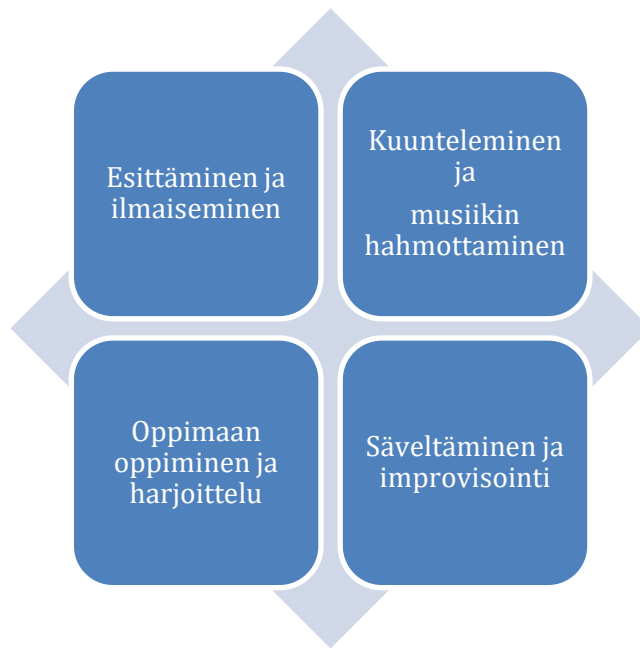 Esittäminen ja
ilmaiseminen
Kuunteleminen
ja
musiikin
hahmottaminen
Oppimaan
oppiminen ja
harjoittelu
Säveltäminen ja
improvisointi